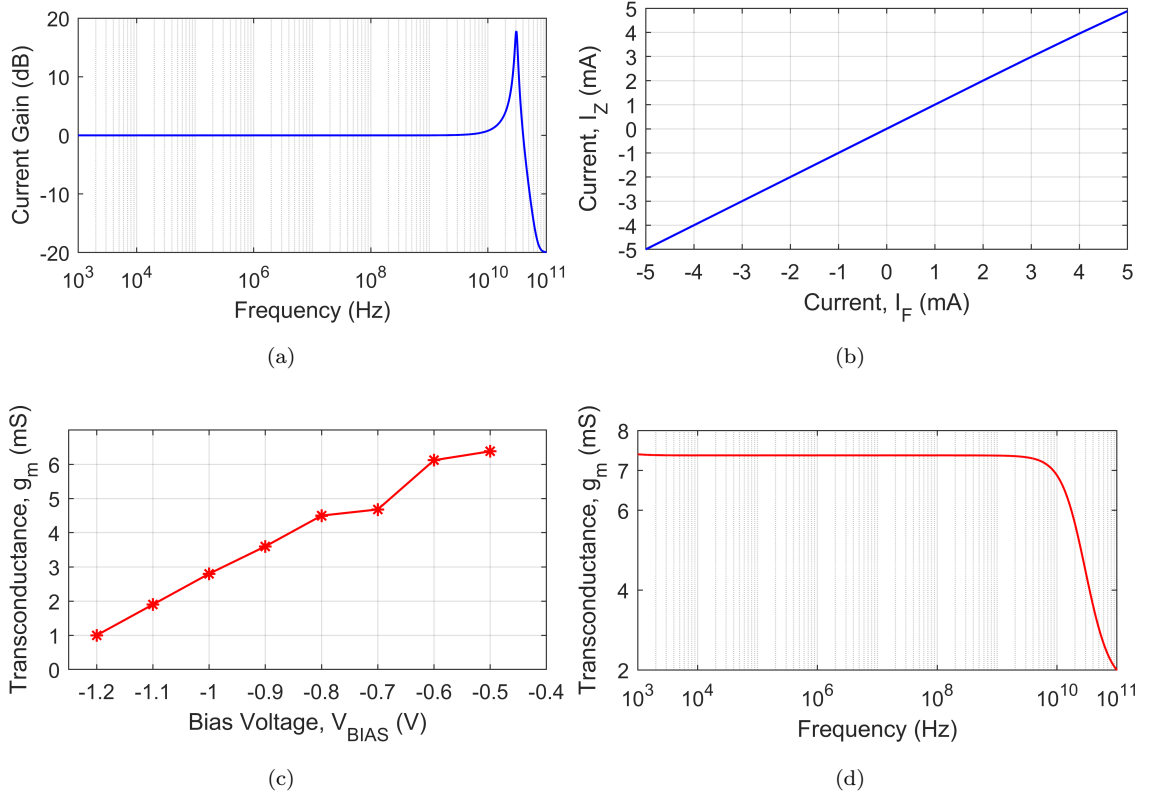 20
10
0
-10
-20
Current Gain (dB)
10^3 10^4 10^6 10^8 10^10 10^11
Frequency (Hz)
(a)
5
4
3
2
1
0
-1
-2
-3
-4
-5
Current, I_Z (mA)
-5 -4 -3 -2 -1 0 1 2 3 4 5
Current, I_F (mA)
(b)
6
5
4
3
2
1
0
Transconductance, g_m (mS)
-1.2 -1.1 -1 -0.9 -0.8 -0.7 -0.6 -0.5 -0.4
Bias Voltage, V_BIAS (V)
(c)
8
7
6
4
2
Transconductance, g_m (mS)
10^3 10^4 10^6 10^8 10^10 10^11
Frequency (Hz)
(d)